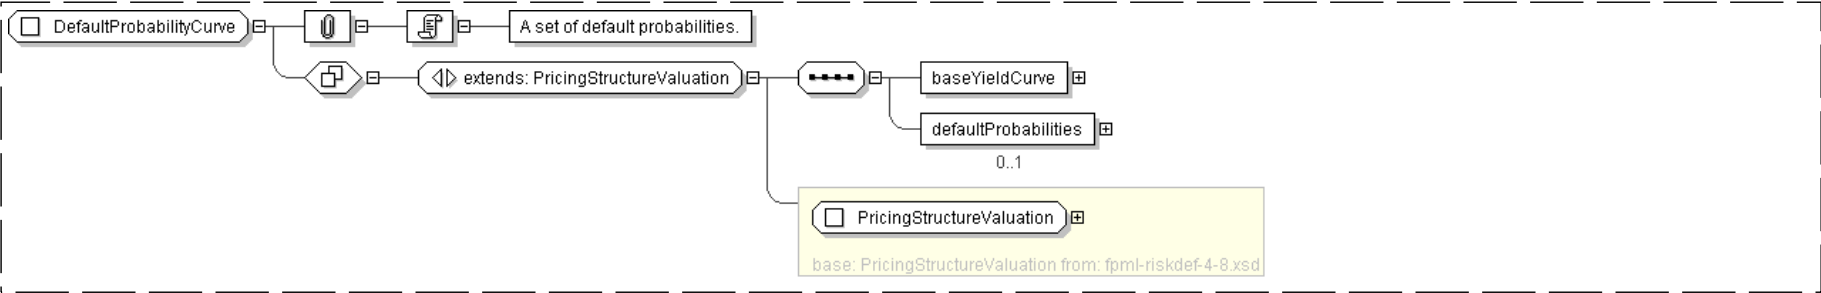 DefaultProbabilityCurve
A set of default probabilities.
extends: PricingStructureValuation
baseYieldCurve
defaultProbabilities
0..1
PricingStructureValuation
base: PricingStructureValuation from: fpml-riskdef-4-8.xsd